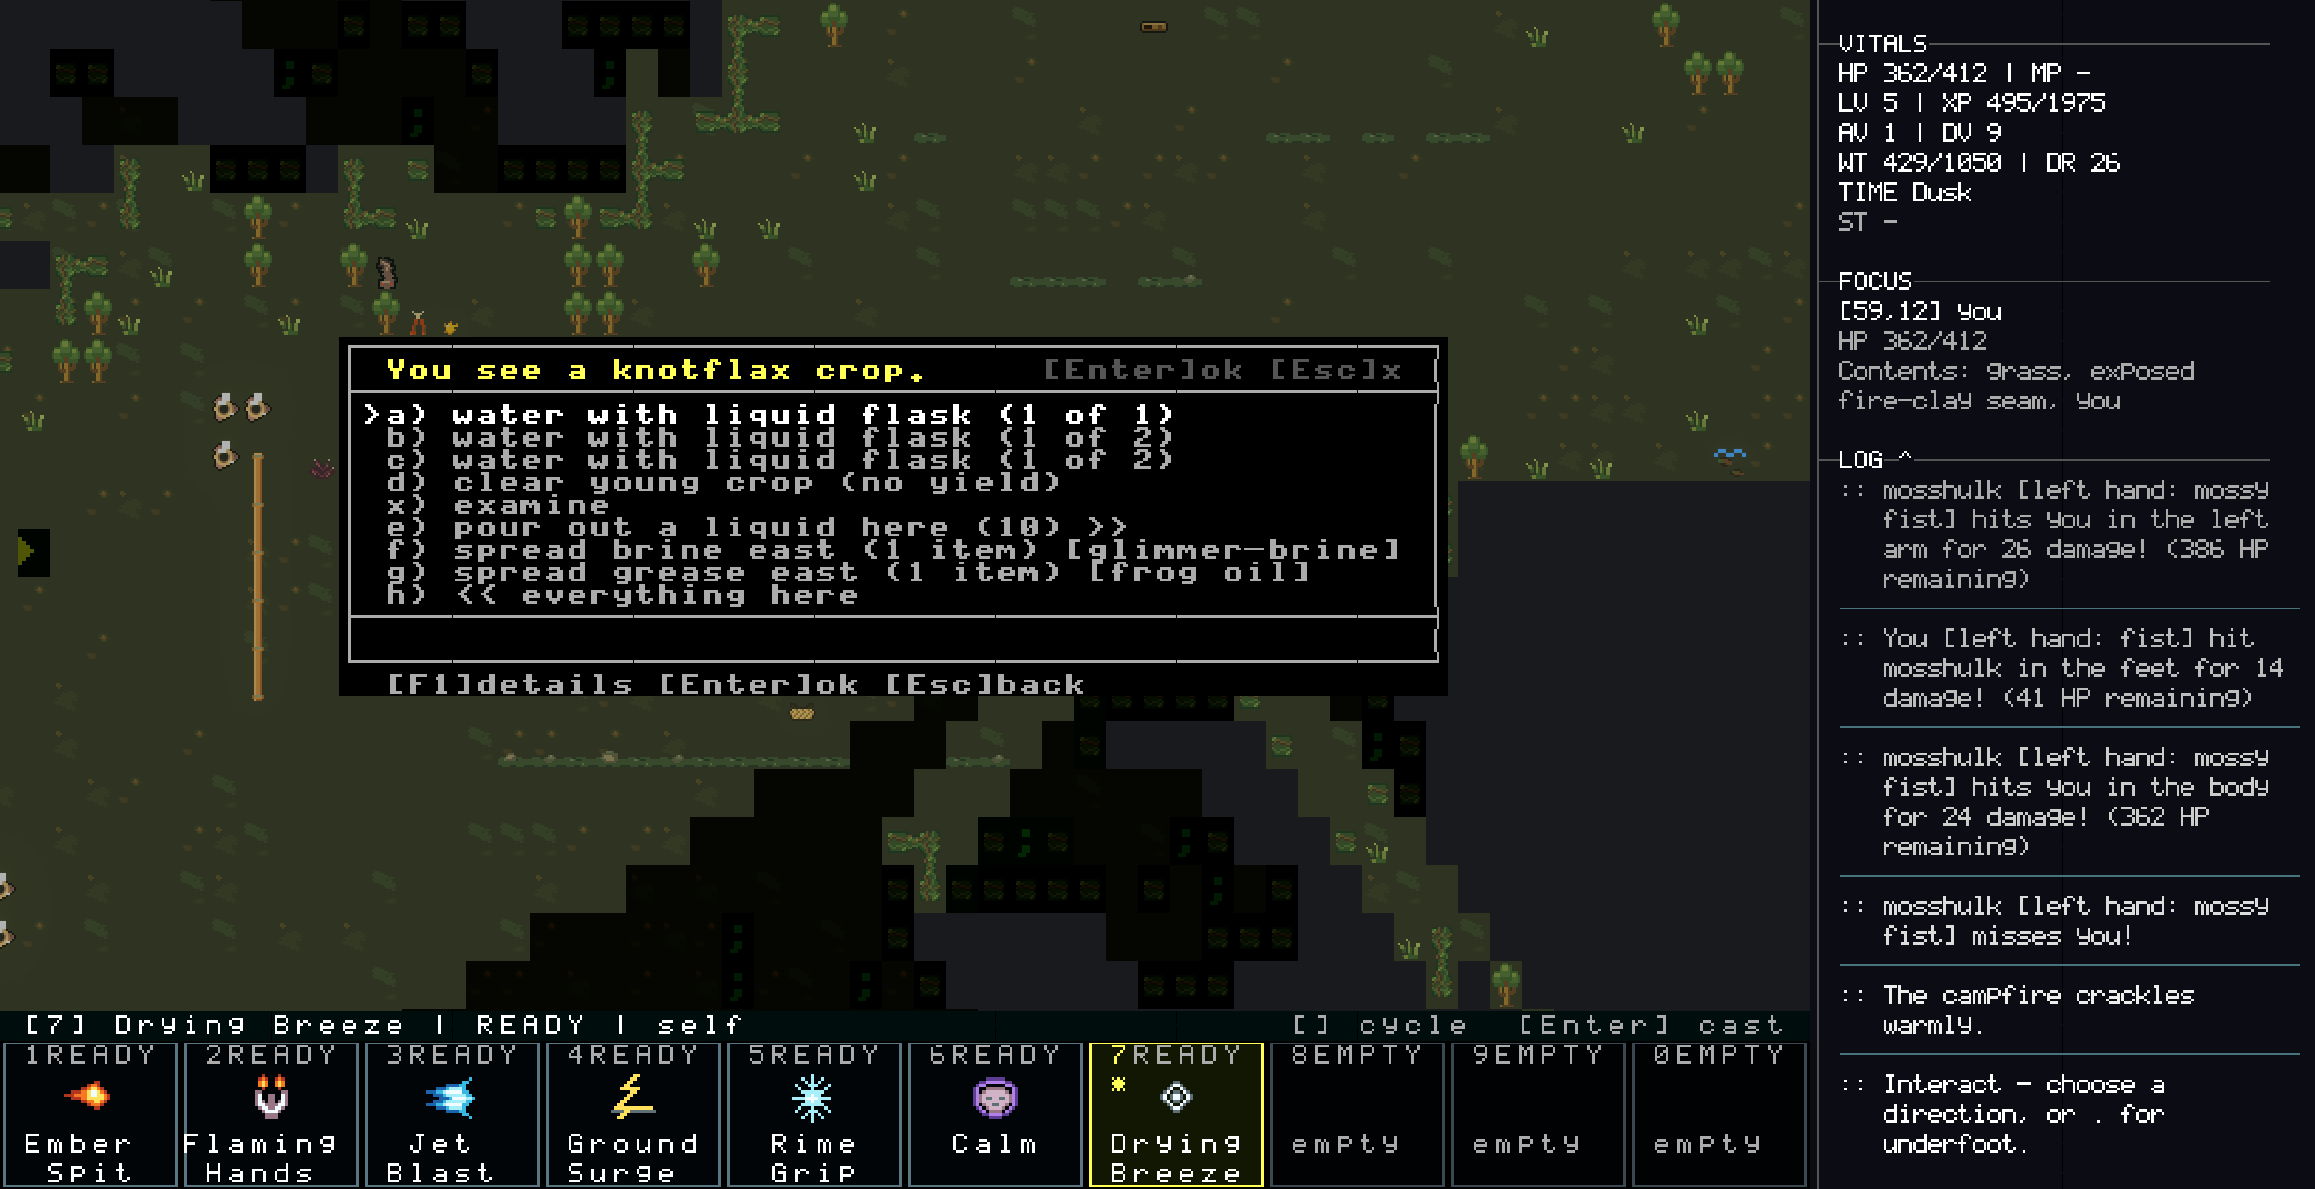 You see a knotflax crop. [Enter]ok [Esc]x
>a) water with liquid flask (1 of 1)
b) water with liquid flask (1 of 2)
c) water with liquid flask (1 of 2)
d) clear young crop (no yield)
x) examine
e) pour out a liquid here (10) >>
f) spread brine east (1 item) [glimmer-brine]
g) spread grease east (1 item) [frog oil]
h) << everything here
[F1]details [Enter]ok [Esc]back
[7] Drying Breeze | READY | self [] cycle [Enter] cast
1READY 2READY 3READY 4READY 5READY 6READY 7READY 8EMPTY 9EMPTY 0EMPTY
*
Ember Flaming Jet Ground Rime Calm Drying empty empty empty
Spit Hands Blast Surge Grip Breeze
VITALS
HP 362/412 | MP -
LV 5 | XP 495/1975
AV 1 | DV 9
WT 429/1050 | DR 26
TIME Dusk
ST -
FOCUS
[59,12] you
HP 362/412
Contents: grass, exposed
fire-clay seam, you
LOG ^
:: mosshulk [left hand: mossy
fist] hits you in the left
arm for 26 damage! (386 HP
remaining)
:: You [left hand: fist] hit
mosshulk in the feet for 14
damage! (41 HP remaining)
:: mosshulk [left hand: mossy
fist] hits you in the body
for 24 damage! (362 HP
remaining)
:: mosshulk [left hand: mossy
fist] misses you!
:: The campfire crackles
warmly.
:: Interact - choose a
direction, or . for
underfoot.